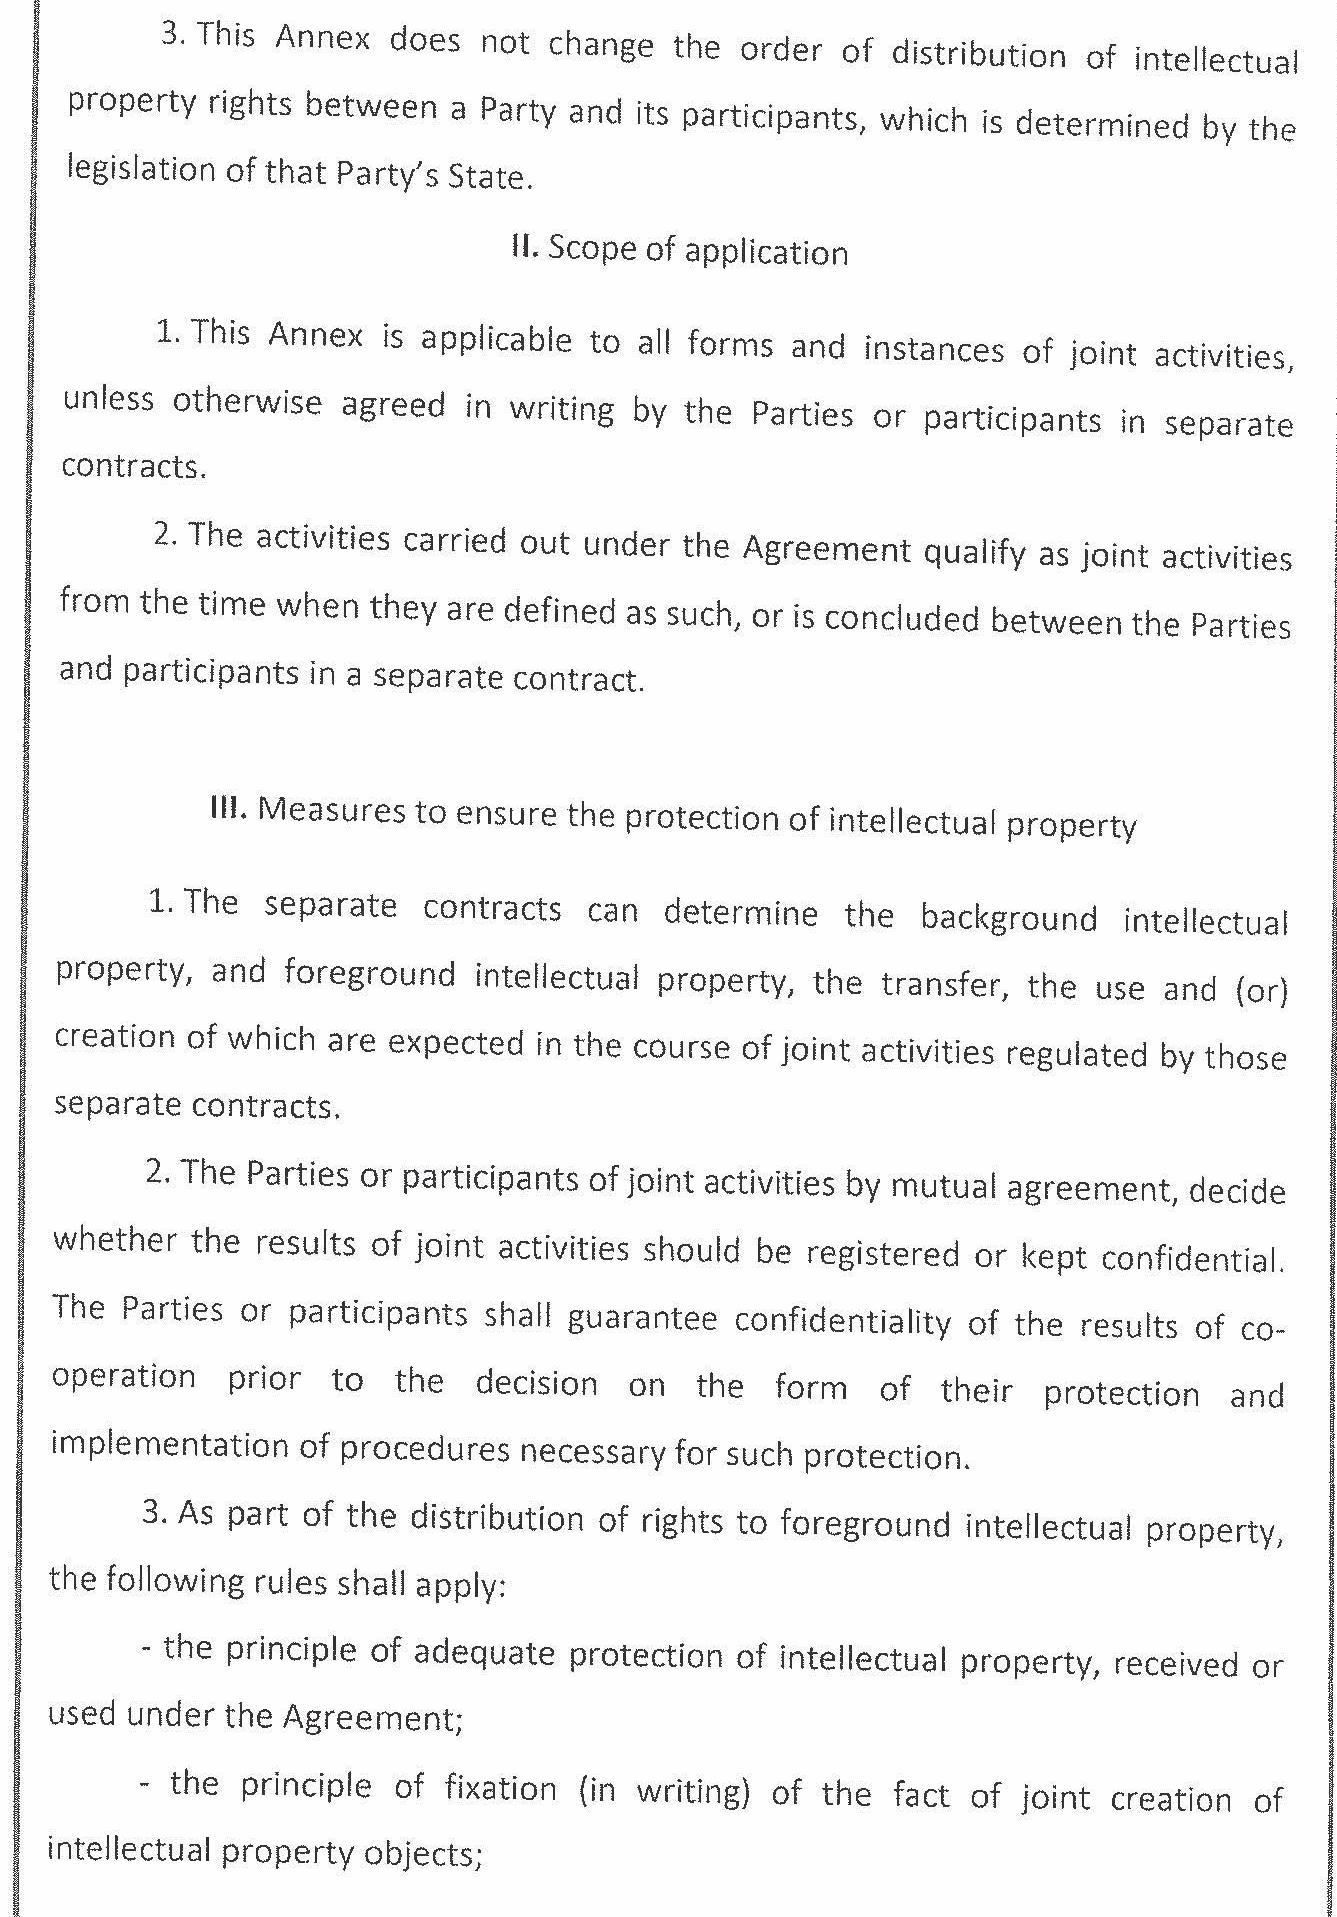 3. This Annex does not change the order of distribution of intellectual
property rights between a Party and its participants, which is determined by the
legislation of that Party's State.
II. Scope of application
1. This Annex is applicable to all forms and instances of joint activities,
unless otherwise agreed in writing by the Parties or participants in separate
contracts.
2. The activities carried out under the Agreement qualify as joint activities
from the time when they are defined as such, or is concluded between the Parties
and participants in a separate contract.
III. Measures to ensure the protection of intellectual property
1. The separate contracts can determine the background intellectual
property, and foreground intellectual property, the transfer, the use and (or)
creation of which are expected in the course of joint activities regulated by those
separate contracts.
2. The Parties or participants of joint activities by mutual agreement, decide
whether the results of joint activities should be registered or kept confidential.
The Parties or participants shall guarantee confidentiality of the results of co-
operation prior to the decision on the form of their protection and
implementation of procedures necessary for such protection.
3. As part of the distribution of rights to foreground intellectual property,
the following rules shall apply:
- the principle of adequate protection of intellectual property, received or
used under the Agreement;
- the principle of fixation (in writing) of the fact of joint creation of
intellectual property objects;